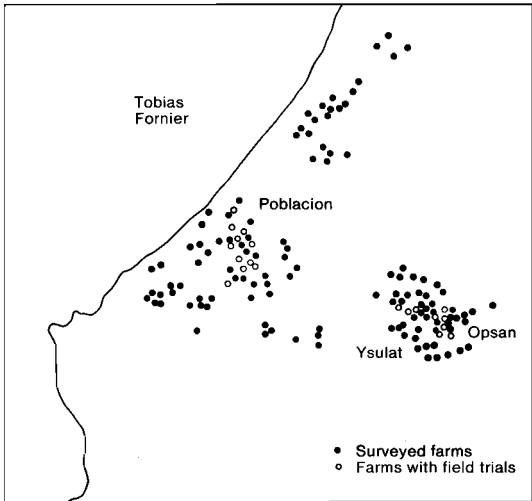 Tobias
Fornier
Poblacion
Opsan
Ysulat
Surveyed farms
Farms with field trials